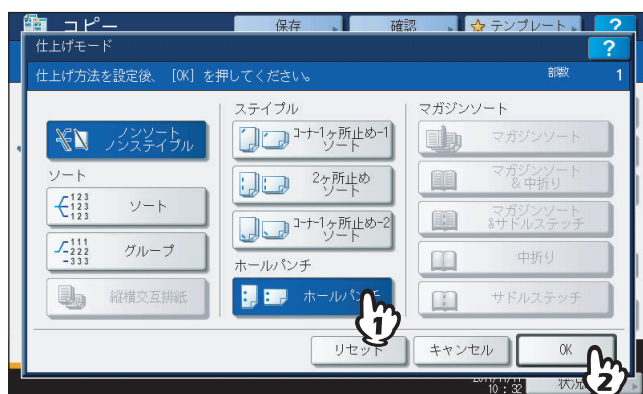 コピー
保存
確認
テンプレート
?
仕上げモード
?
仕上げ方法を設定後、[OK] を押してください。
部数 1
ノンソート
ノンステイプル
ソート
123
123
123
ソート
111
222
333
グループ
縦横交互排紙
ステイプル
コーナー1ヶ所止め-1
ソート
2ヶ所止め
ソート
コーナー1ヶ所止め-2
ソート
ホールパンチ
ホールパンチ
マガジンソート
マガジンソート
マガジンソート
&中折り
マガジンソート
&サドルステッチ
中折り
サドルステッチ
リセット
キャンセル
OK
1
2
10:32
状況